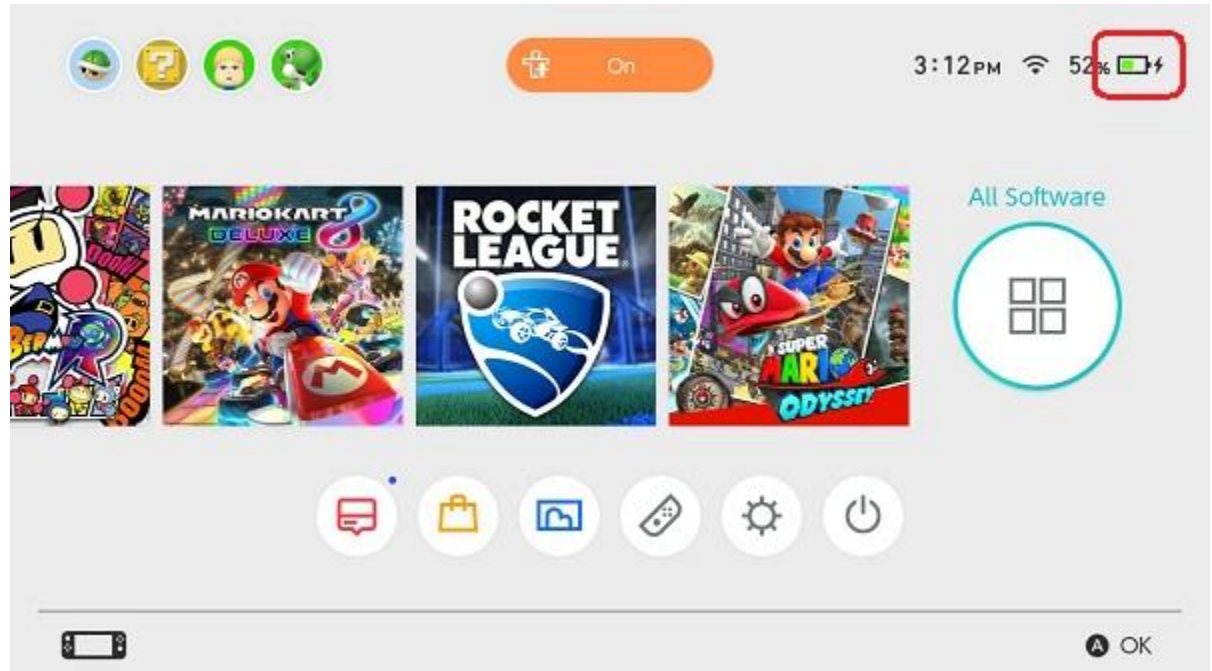 On
3:12PM 52%
All Software
MARIOKART 8
DELUXE
ROCKET
LEAGUE
SUPER
MARIO
ODYSSEY
M
A OK